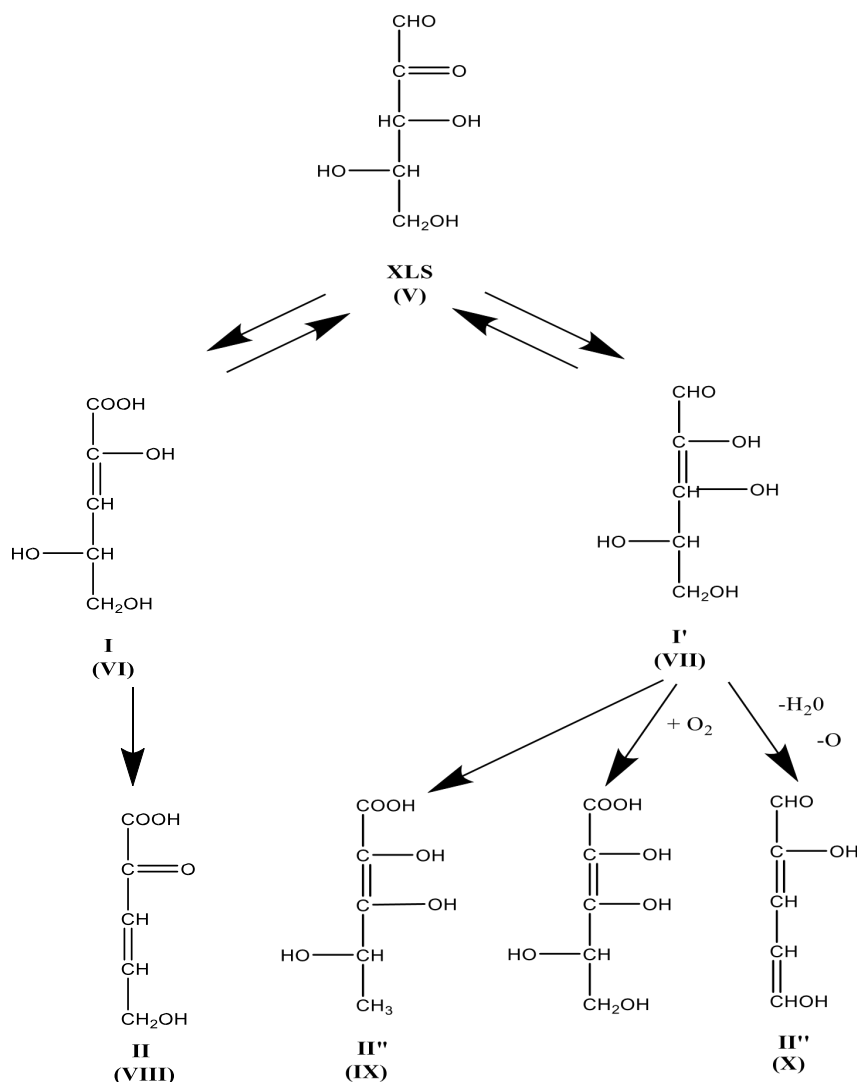 CHO
C=O
HC—OH
HO—CH
CH₂OH
XLS
(V)
COOH
C—OH
CH
HO—CH
CH₂OH
I
(VI)
CHO
C—OH
CH—OH
HO—CH
CH₂OH
I'
(VII)
-H₂0
+ O₂
-O
COOH
C=O
CH
CH
CH₂OH
II
(VIII)
COOH
C—OH
C—OH
HO—CH
CH₃
II"
(IX)
COOH
C—OH
C—OH
HO—CH
CH₂OH
CHO
C—OH
CH
CH
CHOH
II''
(X)